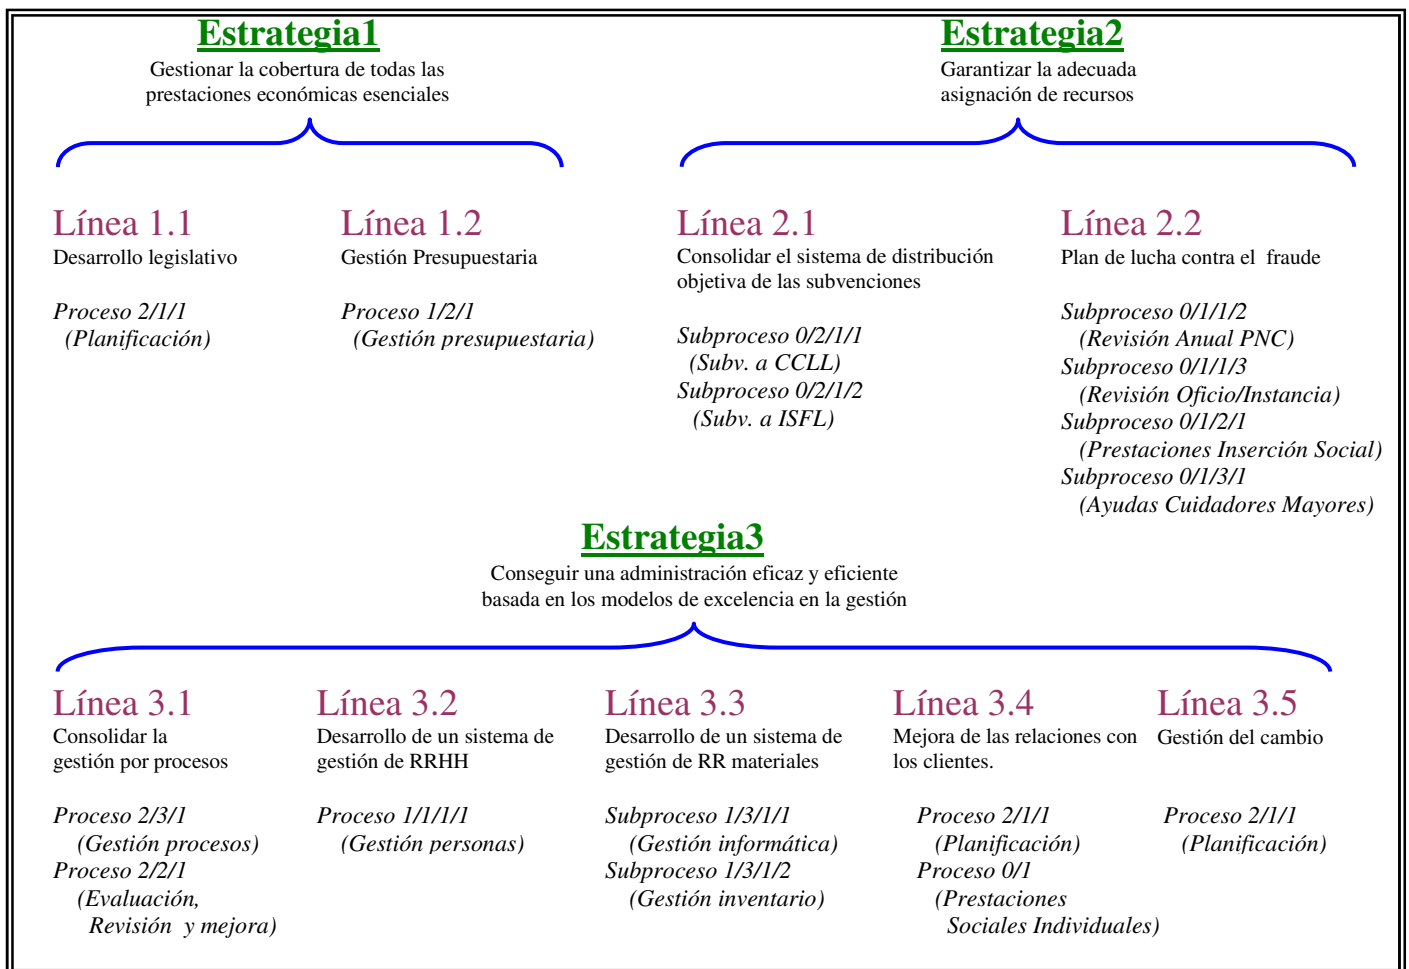 Estrategia1
Gestionar la cobertura de todas las
prestaciones económicas esenciales
Estrategia2
Garantizar la adecuada
asignación de recursos
Línea 1.1
Desarrollo legislativo
Proceso 2/1/1
(Planificación)
Línea 1.2
Gestión Presupuestaria
Proceso 1/2/1
(Gestión presupuestaria)
Línea 2.1
Consolidar el sistema de distribución
objetiva de las subvenciones
Subproceso 0/2/1/1
(Subv. a CCLL)
Subproceso 0/2/1/2
(Subv. a ISFL)
Línea 2.2
Plan de lucha contra el fraude
Subproceso 0/1/1/2
(Revisión Anual PNC)
Subproceso 0/1/1/3
(Revisión Oficio/Instancia)
Subproceso 0/1/2/1
(Prestaciones Inserción Social)
Subproceso 0/1/3/1
(Ayudas Cuidadores Mayores)
Estrategia3
Conseguir una administración eficaz y eficiente
basada en los modelos de excelencia en la gestión
Línea 3.1
Consolidar la
gestión por procesos
Proceso 2/3/1
(Gestión procesos)
Proceso 2/2/1
(Evaluación,
Revisión y mejora)
Línea 3.2
Desarrollo de un sistema de
gestión de RRHH
Proceso 1/1/1/1
(Gestión personas)
Línea 3.3
Desarrollo de un sistema de
gestión de RR materiales
Subproceso 1/3/1/1
(Gestión informática)
Subproceso 1/3/1/2
(Gestión inventario)
Línea 3.4
Mejora de las relaciones con
los clientes.
Proceso 2/1/1
(Planificación)
Proceso 0/1
(Prestaciones
Sociales Individuales)
Línea 3.5
Gestión del cambio
Proceso 2/1/1
(Planificación)